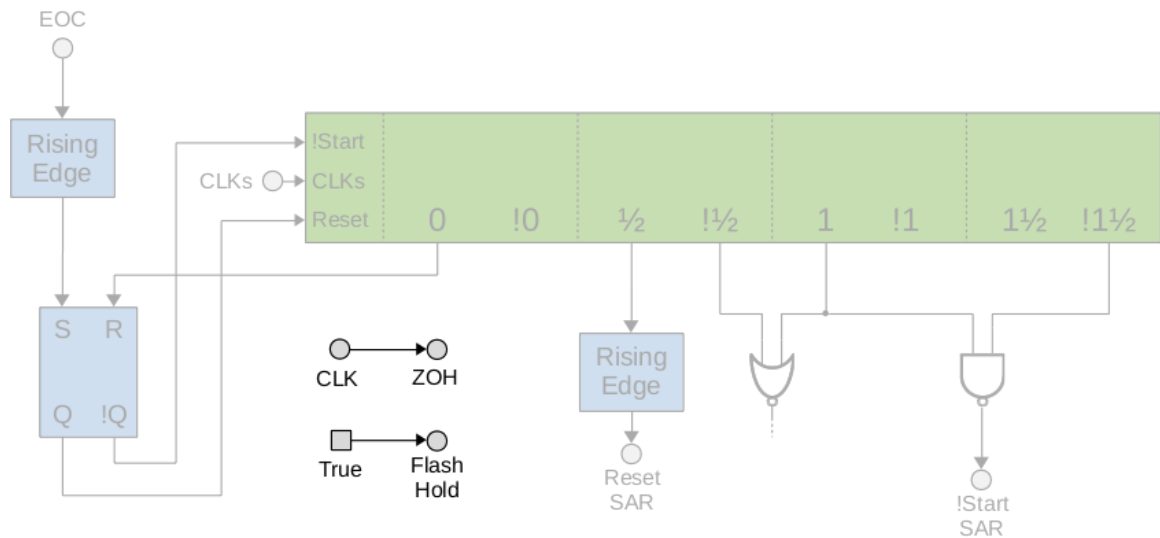 EOC
Rising
Edge
!Start
CLKs
CLKs
Reset
0
!0
½
!½
1
!1
1½
!1½
S
R
Q
!Q
CLK
ZOH
True
Flash
Hold
Rising
Edge
Reset
SAR
!Start
SAR